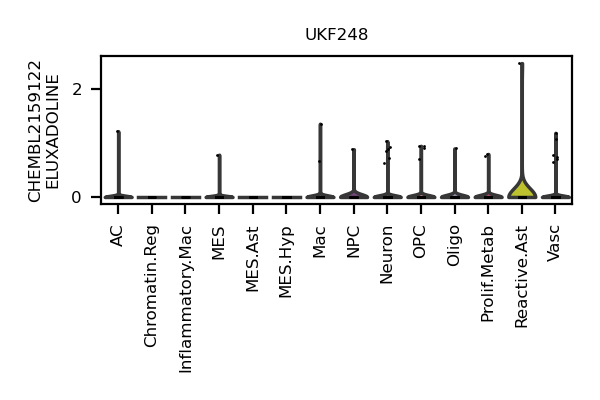 UKF248
CHEMBL2159122
ELUXADOLINE
2
0
AC
Chromatin.Reg
Inflammatory.Mac
MES
MES.Ast
MES.Hyp
Mac
NPC
Neuron
OPC
Oligo
Prolif.Metab
Reactive.Ast
Vasc